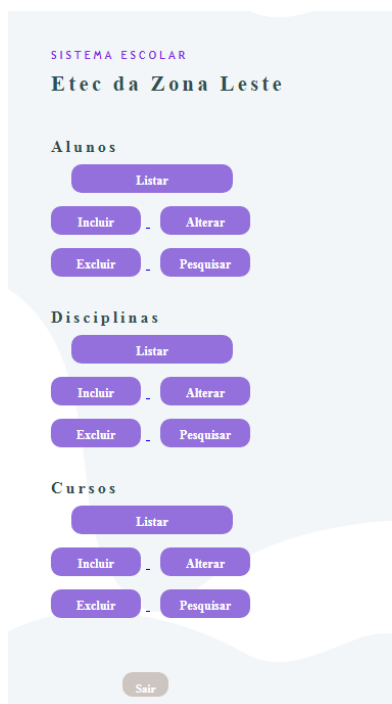 SISTEMA ESCOLAR
Etec da Zona Leste
Alunos
Listar
Incluir - Alterar
Excluir - Pesquisar
Disciplinas
Listar
Incluir - Alterar
Excluir - Pesquisar
Cursos
Listar
Incluir - Alterar
Excluir - Pesquisar
Sair